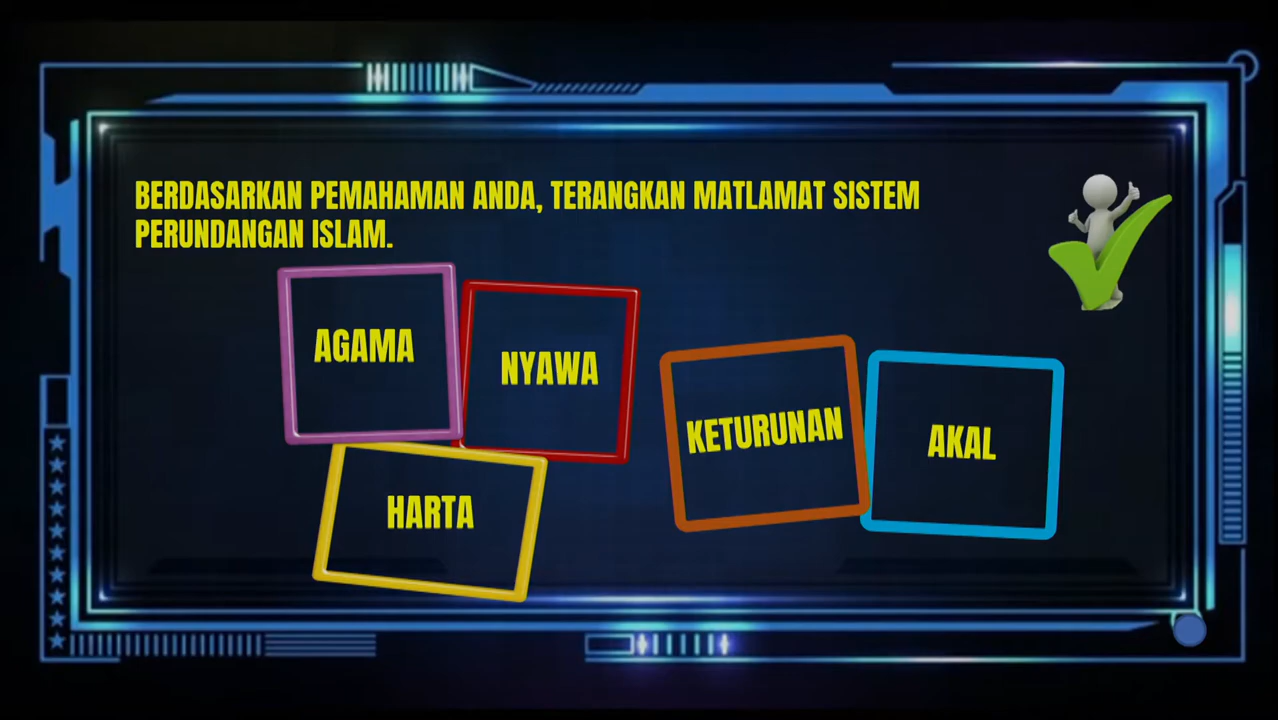 BERDASARKAN PEMAHAMAN ANDA, TERANGKAN MATLAMAT SISTEM
PERUNDANGAN ISLAM.
AGAMA
NYAWA
KETURUNAN
AKAL
HARTA